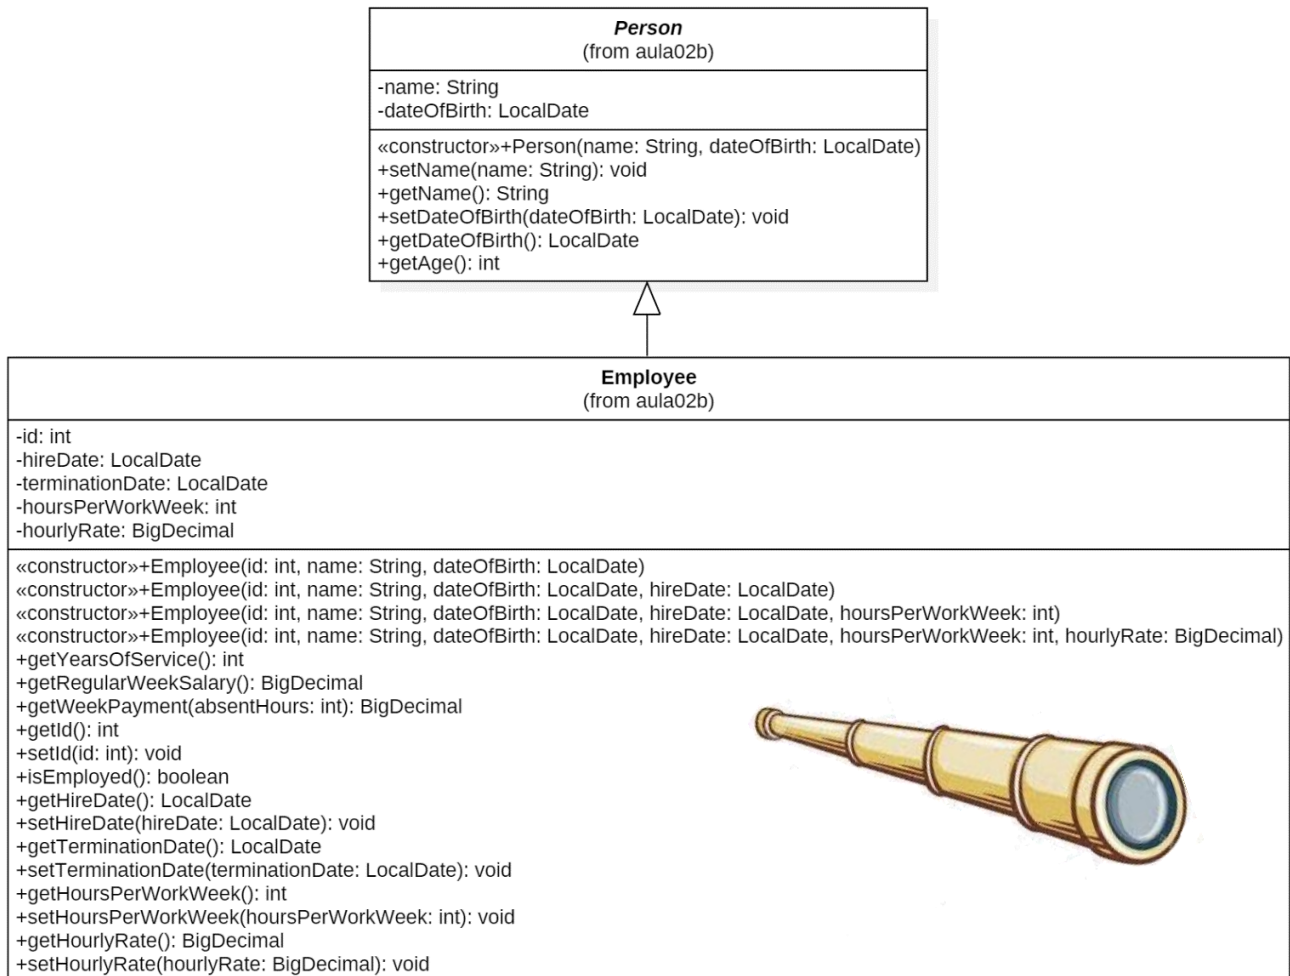 Person
(from aula02b)
-name: String
-dateOfBirth: LocalDate
«constructor»+Person(name: String, dateOfBirth: LocalDate)
+setName(name: String): void
+getName(): String
+setDateOfBirth(dateOfBirth: LocalDate): void
+getDateOfBirth(): LocalDate
+getAge(): int
Employee
(from aula02b)
-id: int
-hireDate: LocalDate
-terminationDate: LocalDate
-hoursPerWorkWeek: int
-hourlyRate: BigDecimal
«constructor»+Employee(id: int, name: String, dateOfBirth: LocalDate)
«constructor»+Employee(id: int, name: String, dateOfBirth: LocalDate, hireDate: LocalDate)
«constructor»+Employee(id: int, name: String, dateOfBirth: LocalDate, hireDate: LocalDate, hoursPerWorkWeek: int)
«constructor»+Employee(id: int, name: String, dateOfBirth: LocalDate, hireDate: LocalDate, hoursPerWorkWeek: int, hourlyRate: BigDecimal)
+getYearsOfService(): int
+getRegularWeekSalary(): BigDecimal
+getWeekPayment(absentHours: int): BigDecimal
+getId(): int
+setId(id: int): void
+isEmployed(): boolean
+getHireDate(): LocalDate
+setHireDate(hireDate: LocalDate): void
+getTerminationDate(): LocalDate
+setTerminationDate(terminationDate: LocalDate): void
+getHoursPerWorkWeek(): int
+setHoursPerWorkWeek(hoursPerWorkWeek: int): void
+getHourlyRate(): BigDecimal
+setHourlyRate(hourlyRate: BigDecimal): void